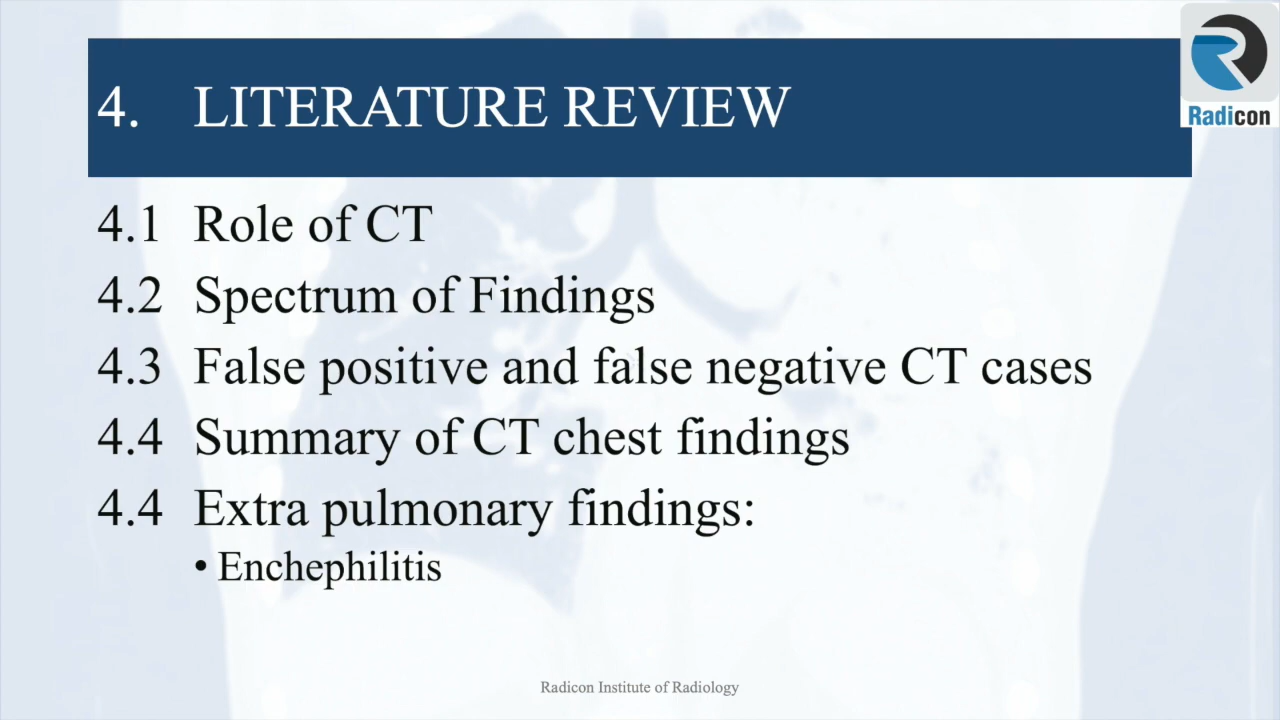 4. LITERATURE REVIEW
Radicon
4.1 Role of CT
4.2 Spectrum of Findings
4.3 False positive and false negative CT cases
4.4 Summary of CT chest findings
4.4 Extra pulmonary findings:
• Enchephilitis
Radicon Institute of Radiology